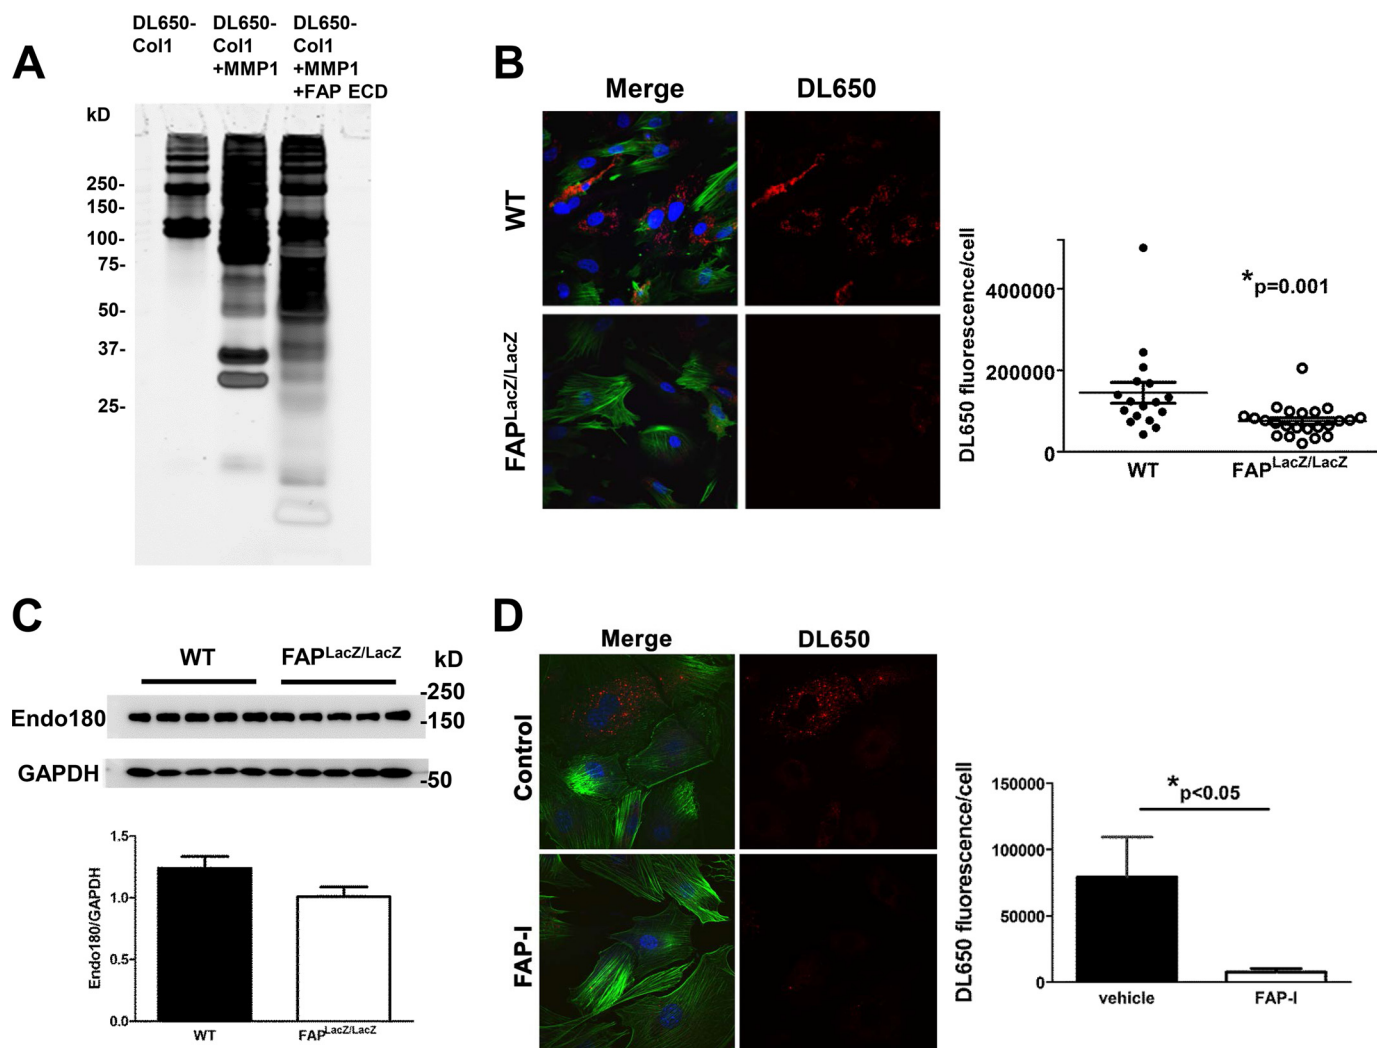 A
DL650-
Col1
DL650-
Col1
+MMP1
DL650-
Col1
+MMP1
+FAP ECD
kD
250-
150-
100-
75-
50-
37-
25-
B
Merge
DL650
WT
FAPLacZ/LacZ
DL650 fluorescence/cell
400000
200000
0
*p=0.001
WT
FAPLacZ/LacZ
C
WT
FAPLacZ/LacZ
kD
-250
Endo180
-150
GAPDH
-50
Endo180/GAPDH
1.5
1.0
0.5
0.0
WT
FAPLacZ/LacZ
D
Merge
DL650
Control
FAP-I
DL650 fluorescence/cell
150000
100000
50000
0
*p<0.05
vehicle
FAP-I